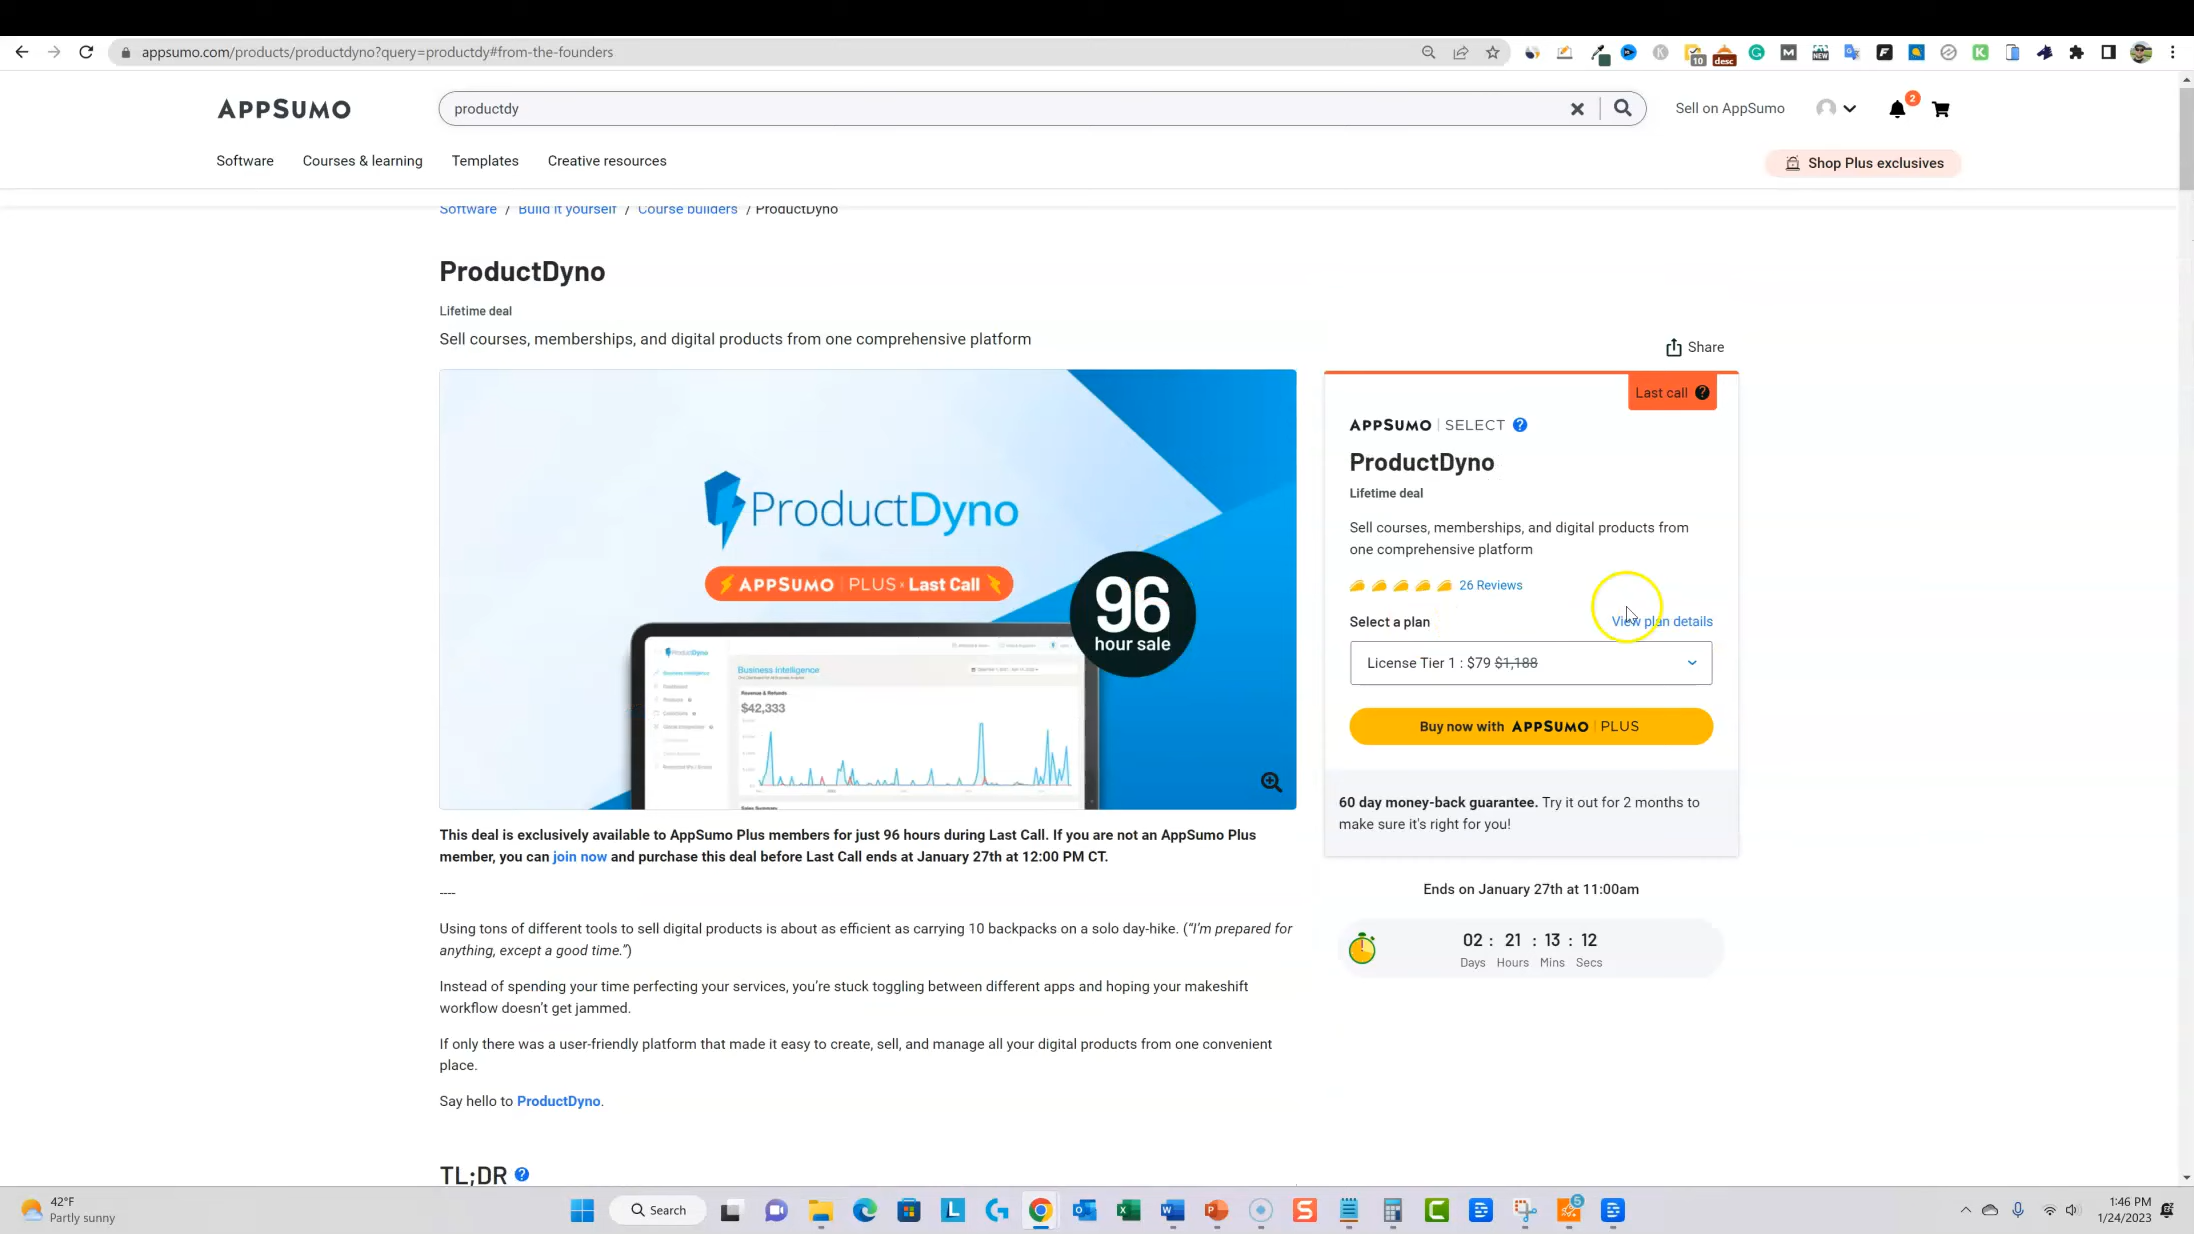 appsumo.com/products/productdyno?query=productdy#from-the-founders
10
desc
NEW
APPSUMO
productdy
Sell on AppSumo
2
Software
Courses & learning
Templates
Creative resources
Shop Plus exclusives
Software / Build it yourself / Course builders / ProductDyno
ProductDyno
Lifetime deal
Sell courses, memberships, and digital products from one comprehensive platform
Share
ProductDyno
APPSUMO | PLUS × Last Call
96
hour sale
ProductDyno
Business Intelligence
Revenue & Refunds
$42,333
Last call ?
APPSUMO | SELECT ?
ProductDyno
Lifetime deal
Sell courses, memberships, and digital products from
one comprehensive platform
26 Reviews
Select a plan
View plan details
License Tier 1 : $79 $1,188
Buy now with APPSUMO | PLUS
60 day money-back guarantee. Try it out for 2 months to
make sure it's right for you!
Ends on January 27th at 11:00am
02 : 21 : 13 : 12
Days Hours Mins Secs
This deal is exclusively available to AppSumo Plus members for just 96 hours during Last Call. If you are not an AppSumo Plus
member, you can join now and purchase this deal before Last Call ends at January 27th at 12:00 PM CT.
----
Using tons of different tools to sell digital products is about as efficient as carrying 10 backpacks on a solo day-hike. (“I’m prepared for
anything, except a good time.”)
Instead of spending your time perfecting your services, you’re stuck toggling between different apps and hoping your makeshift
workflow doesn’t get jammed.
If only there was a user-friendly platform that made it easy to create, sell, and manage all your digital products from one convenient
place.
Say hello to ProductDyno.
TL;DR ?
42°F
Partly sunny
Search
5
1:46 PM
1/24/2023